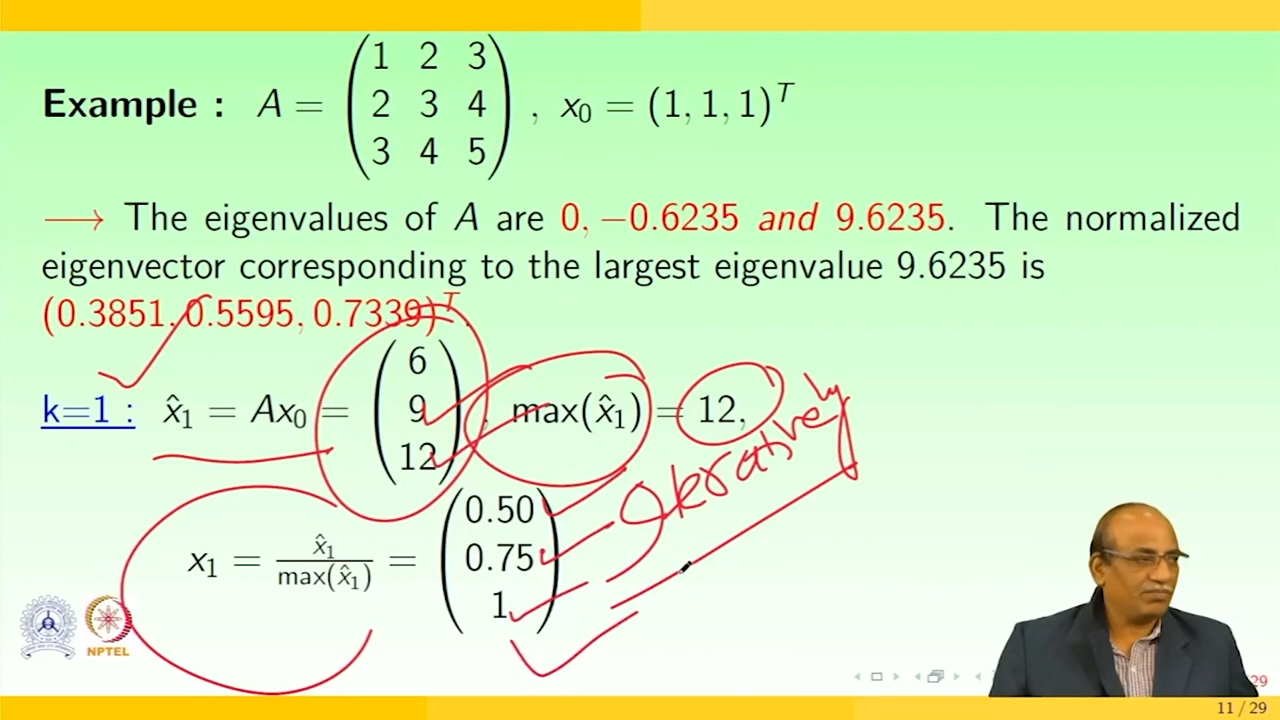 Example : A = (1 2 3
2 3 4
3 4 5), x₀ = (1, 1, 1)ᵀ
⟶ The eigenvalues of A are 0, −0.6235 and 9.6235. The normalized
eigenvector corresponding to the largest eigenvalue 9.6235 is
(0.3851, 0.5595, 0.7339)ᵀ.
k=1 : x̂₁ = Ax₀ = (6
9
12), max(x̂₁) = 12,
Iteratively
x₁ = x̂₁ / max(x̂₁) = (0.50
0.75
1)
NPTEL
29
11 / 29